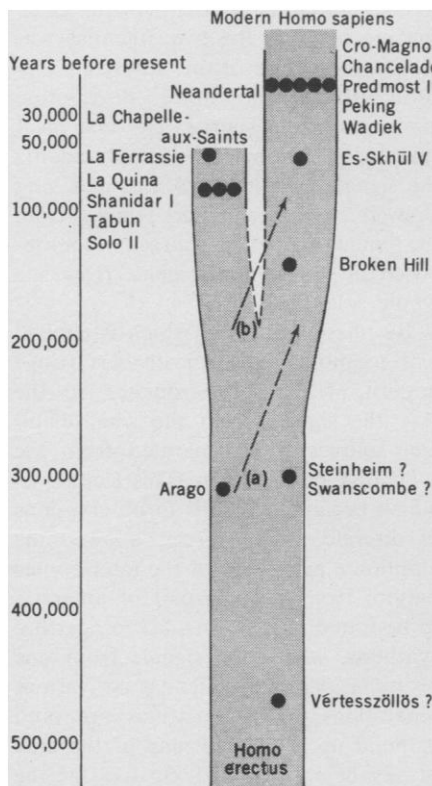 Modern Homo sapiens
Years before present
Neandertal
Cro-Magno
Chancelade
Predmost I
Peking
Wadjek
30,000
50,000
100,000
200,000
300,000
400,000
500,000
La Chapelle-
aux-Saints
La Ferrassie
La Quina
Shanidar I
Tabun
Solo II
Es-Skhūl V
Broken Hill
(b)
(a)
Arago
Steinheim ?
Swanscombe ?
Vértesszöllös ?
Homo
erectus